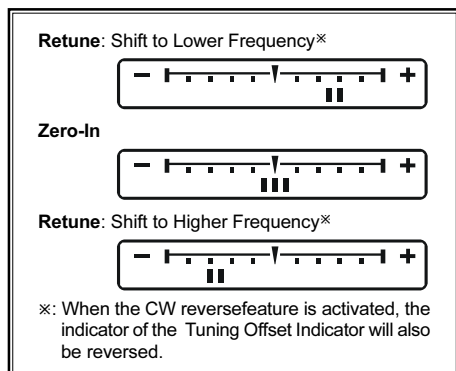 Retune: Shift to Lower Frequency※
− +
Zero-In
− +
Retune: Shift to Higher Frequency※
− +
※: When the CW reversefeature is activated, the
indicator of the Tuning Offset Indicator will also
be reversed.